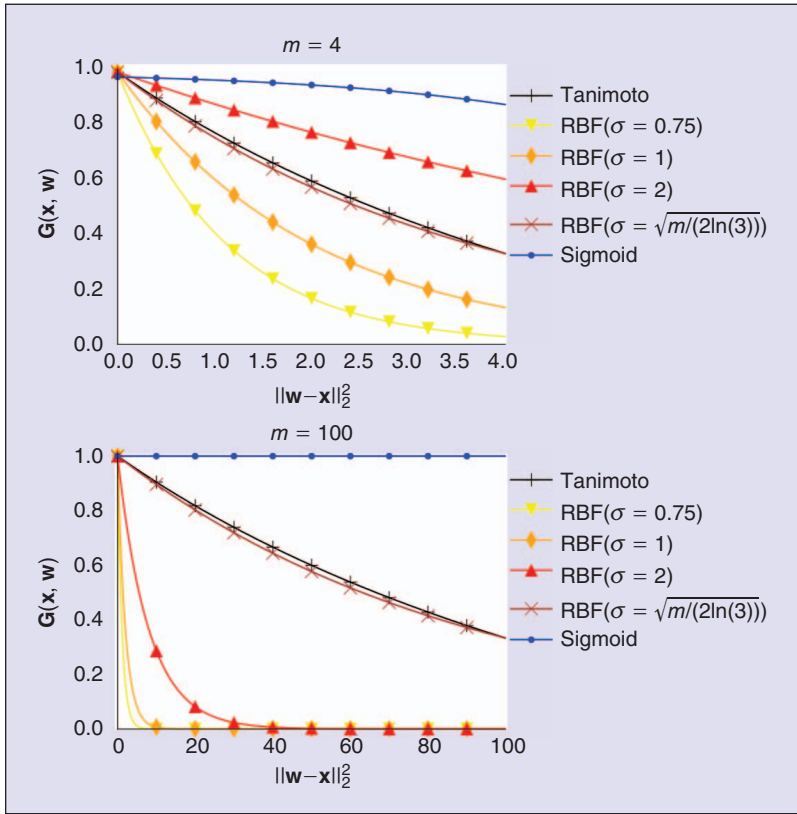 m = 4
G(x, w)
1.0
0.8
0.6
0.4
0.2
0.0
0.0 0.5 1.0 1.5 2.0 2.5 3.0 3.5 4.0
||w−x||₂²
Tanimoto
RBF(σ = 0.75)
RBF(σ = 1)
RBF(σ = 2)
RBF(σ = √m/(2ln(3)))
Sigmoid
m = 100
G(x, w)
1.0
0.8
0.6
0.4
0.2
0.0
0 20 40 60 80 100
||w−x||₂²
Tanimoto
RBF(σ = 0.75)
RBF(σ = 1)
RBF(σ = 2)
RBF(σ = √m/(2ln(3)))
Sigmoid